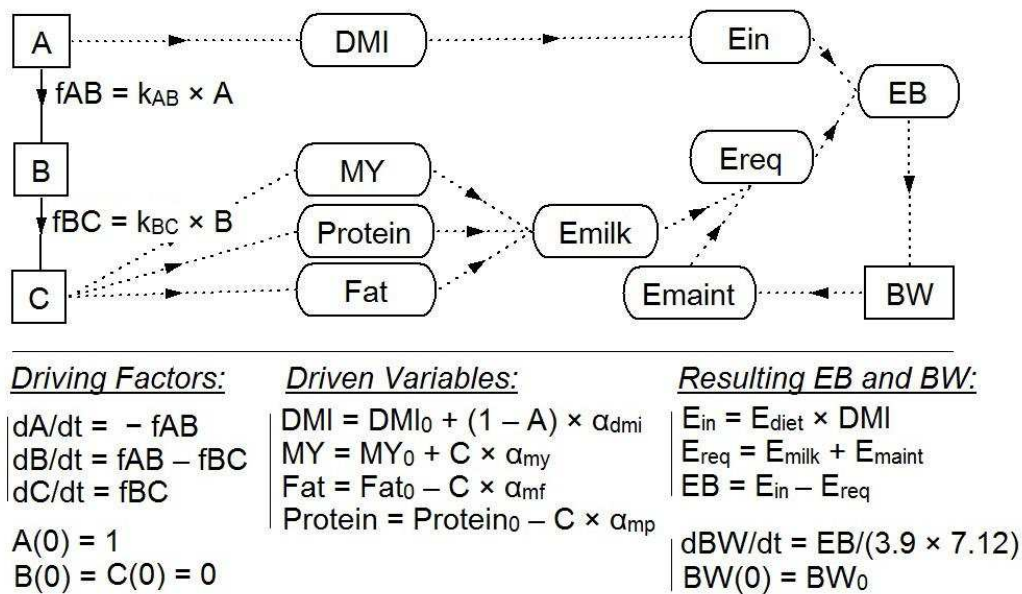 A
DMI
Ein
fAB = kAB × A
EB
B
MY
Ereq
fBC = kBC × B
Protein
Emilk
C
Fat
Emaint
BW
Driving Factors:
dA/dt = − fAB
dB/dt = fAB – fBC
dC/dt = fBC
A(0) = 1
B(0) = C(0) = 0
Driven Variables:
DMI = DMI0 + (1 – A) × αdmi
MY = MY0 + C × αmy
Fat = Fat0 – C × αmf
Protein = Protein0 – C × αmp
Resulting EB and BW:
Ein = Ediet × DMI
Ereq = Emilk + Emaint
EB = Ein – Ereq
dBW/dt = EB/(3.9 × 7.12)
BW(0) = BW0